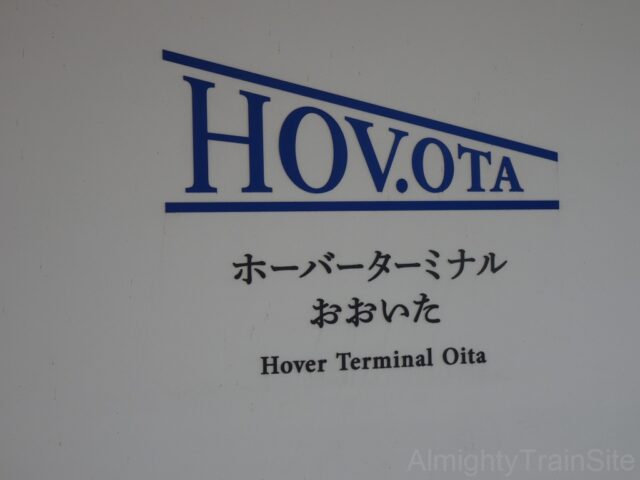 HOV.OTA
ホーバーターミナル
おおいた
Hover Terminal Oita
AlmightyTrainSite